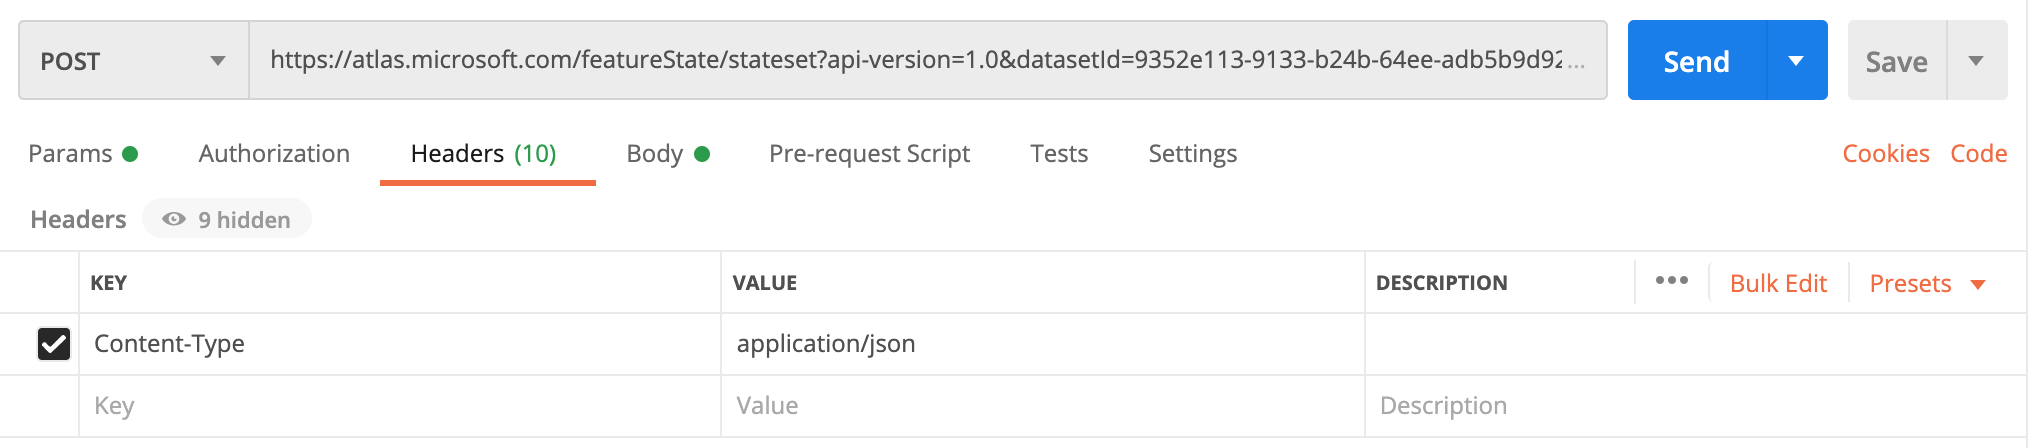 POST https://atlas.microsoft.com/featureState/stateset?api-version=1.0&datasetId=9352e113-9133-b24b-64ee-adb5b9d92... Send Save
Params Authorization Headers (10) Body Pre-request Script Tests Settings Cookies Code
Headers 9 hidden
KEY VALUE DESCRIPTION ••• Bulk Edit Presets
Content-Type application/json
Key Value Description